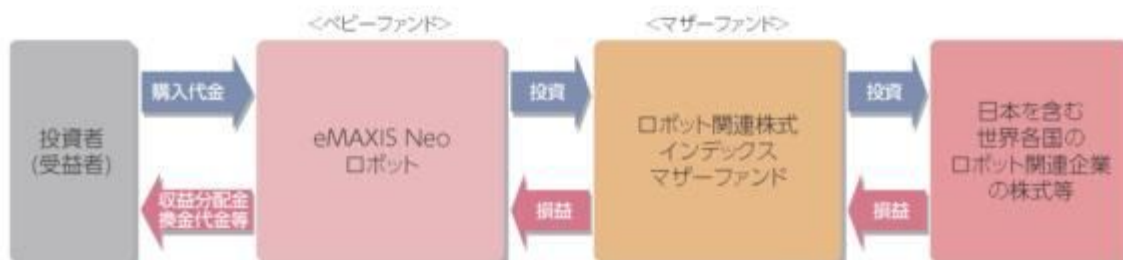 <ベビーファンド>
<マザーファンド>
投資者
(受益者)
購入代金
収益分配金
換金代金等
eMAXIS Neo
ロボット
投資
損益
ロボット関連株式
インデックス
マザーファンド
投資
損益
日本を含む
世界各国の
ロボット関連企業
の株式等